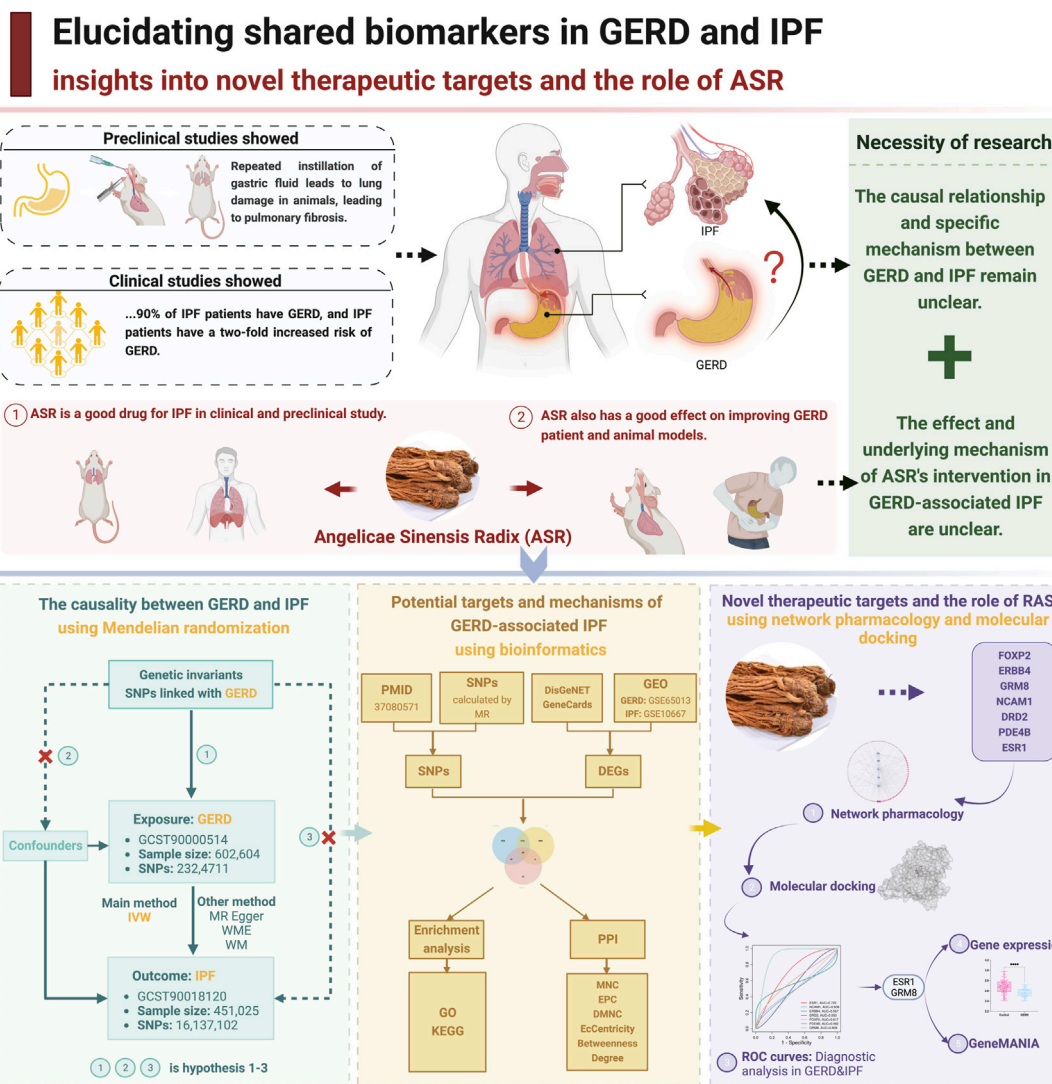 Elucidating shared biomarkers in GERD and IPF
insights into novel therapeutic targets and the role of ASR
Preclinical studies showed
Repeated instillation of
gastric fluid leads to lung
damage in animals, leading
to pulmonary fibrosis.
Clinical studies showed
...90% of IPF patients have GERD, and IPF
patients have a two-fold increased risk of
GERD.
IPF
?
GERD
Necessity of research
The causal relationship
and specific
mechanism between
GERD and IPF remain
unclear.
The effect and
underlying mechanism
of ASR's intervention in
GERD-associated IPF
are unclear.
1 ASR is a good drug for IPF in clinical and preclinical study.
2 ASR also has a good effect on improving GERD
patient and animal models.
Angelicae Sinensis Radix (ASR)
The causality between GERD and IPF
using Mendelian randomization
Genetic invariants
SNPs linked with GERD
2
1
3
Confounders
Exposure: GERD
• GCST90000514
• Sample size: 602,604
• SNPs: 232,4711
Main method
IVW
Other method
MR Egger
WME
WM
Outcome: IPF
• GCST90018120
• Sample size: 451,025
• SNPs: 16,137,102
1 2 3 is hypothesis 1-3
Potential targets and mechanisms of
GERD-associated IPF
using bioinformatics
PMID
37080571
SNPs
calculated by
MR
DisGeNET
GeneCards
GEO
GERD: GSE65013
IPF: GSE10667
SNPs
DEGs
Enrichment
analysis
PPI
GO
KEGG
MNC
EPC
DMNC
EcCentricity
Betweenness
Degree
Novel therapeutic targets and the role of RAS
using network pharmacology and molecular
docking
FOXP2
ERBB4
GRM8
NCAM1
DRD2
PDE4B
ESR1
1 Network pharmacology
2 Molecular docking
Sensitivity
1 - Specificity
ESR1
GRM8
4 Gene expressio
****
5 GeneMANIA
3 ROC curves: Diagnostic
analysis in GERD&IPF